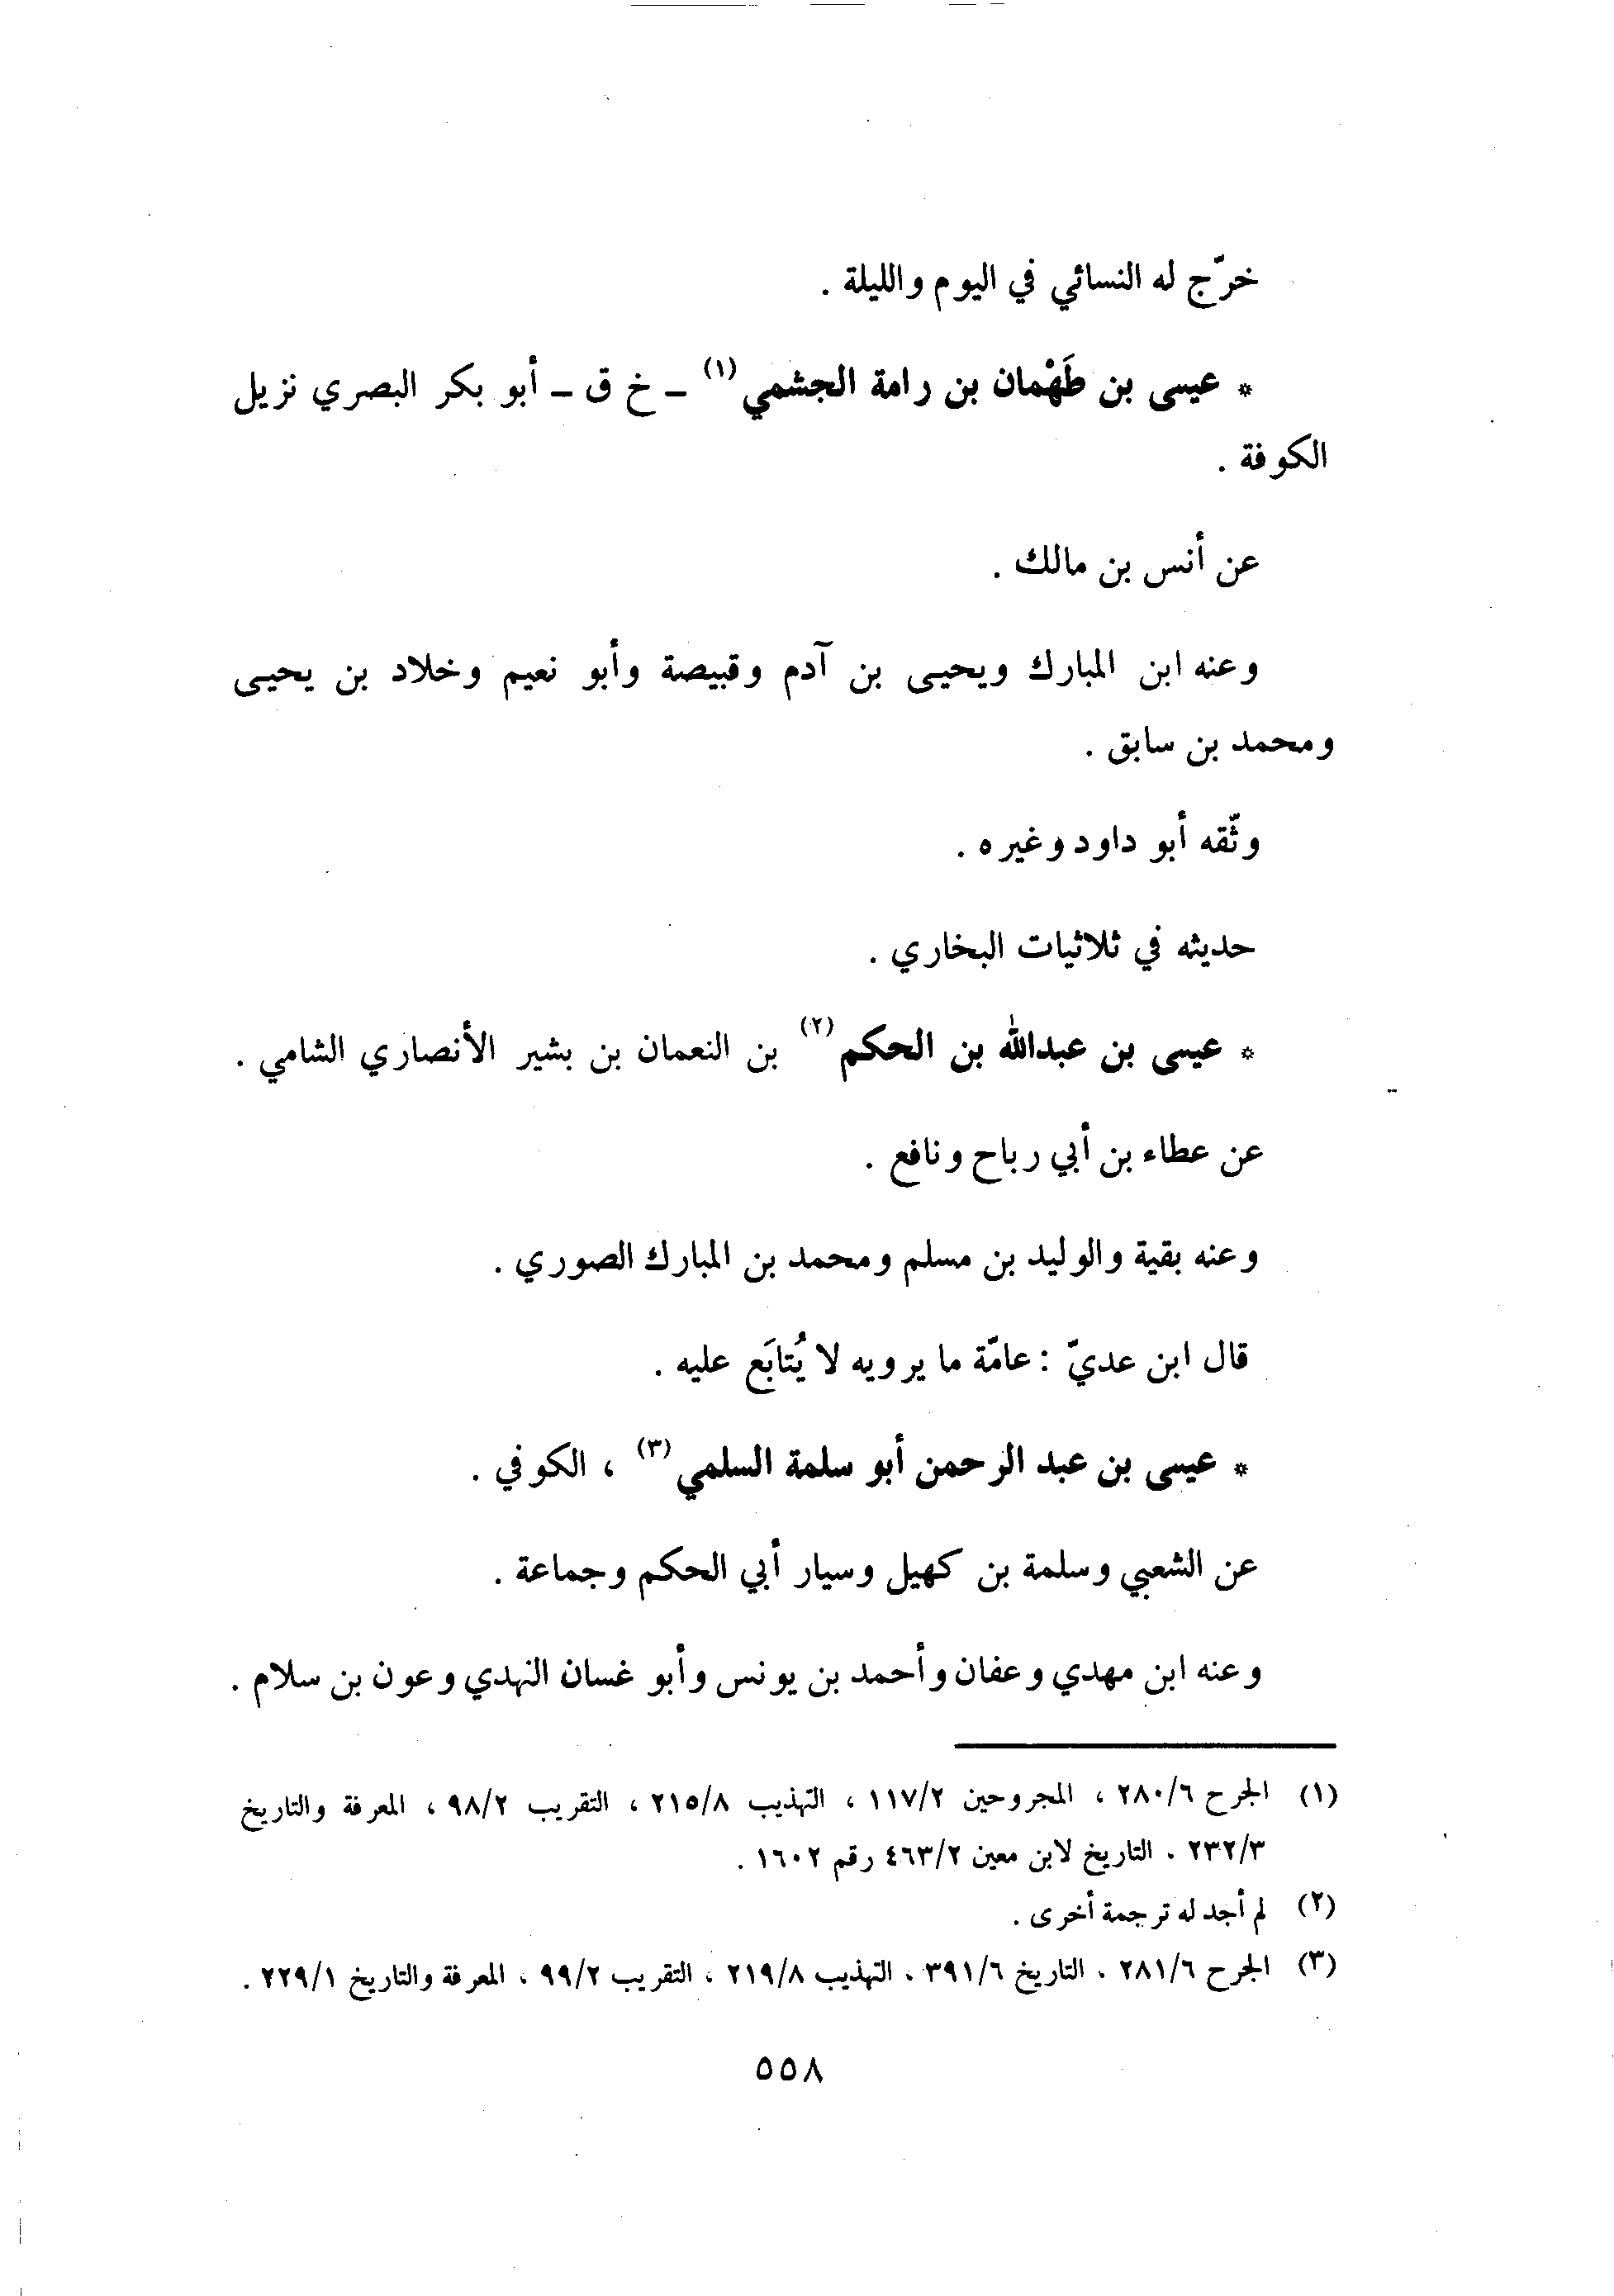 خرّج له النسائي في اليوم والليلة .
* عيسى بن طَهْمان بن رامة الجشمي (١) ـ خ ق ـ أبو بكر البصري نزيل
الكوفة .
عن أنس بن مالك .
وعنه ابن المبارك ويحيى بن آدم وقبيصة وأبو نعيم وخلاد بن يحيى
ومحمد بن سابق .
وثّقه أبو داود وغيره .
حديثه في ثلاثيات البخاري .
* عيسى بن عبدالله بن الحكم (٢) بن النعمان بن بشير الأنصاري الشامي .
عن عطاء بن أبي رباح ونافع .
وعنه بقية والوليد بن مسلم ومحمد بن المبارك الصوري .
قال ابن عديّ : عامّة ما يرويه لا يُتابَع عليه .
* عيسى بن عبد الرحمن أبو سلمة السلمي (٣) ، الكوفي .
عن الشعبي وسلمة بن كهيل وسيار أبي الحكم وجماعة .
وعنه ابن مهدي وعفان وأحمد بن يونس وأبو غسان النهدي وعون بن سلام .
(١) الجرح ٢٨٠/٦ ، المجروحين ١١٧/٢ ، التهذيب ٢١٥/٨ ، التقريب ٩٨/٢ ، المعرفة والتاريخ
٢٣٢/٣ . التاريخ لابن معين ٤٦٣/٢ رقم ١٦٠٢ .
(٢) لم أجد له ترجمة أخرى .
(٣) الجرح ٢٨١/٦ . التاريخ ٣٩١/٦ ، التهذيب ٢١٩/٨ ، التقريب ٩٩/٢ ، المعرفة والتاريخ ٢٢٩/١ .
٥٥٨